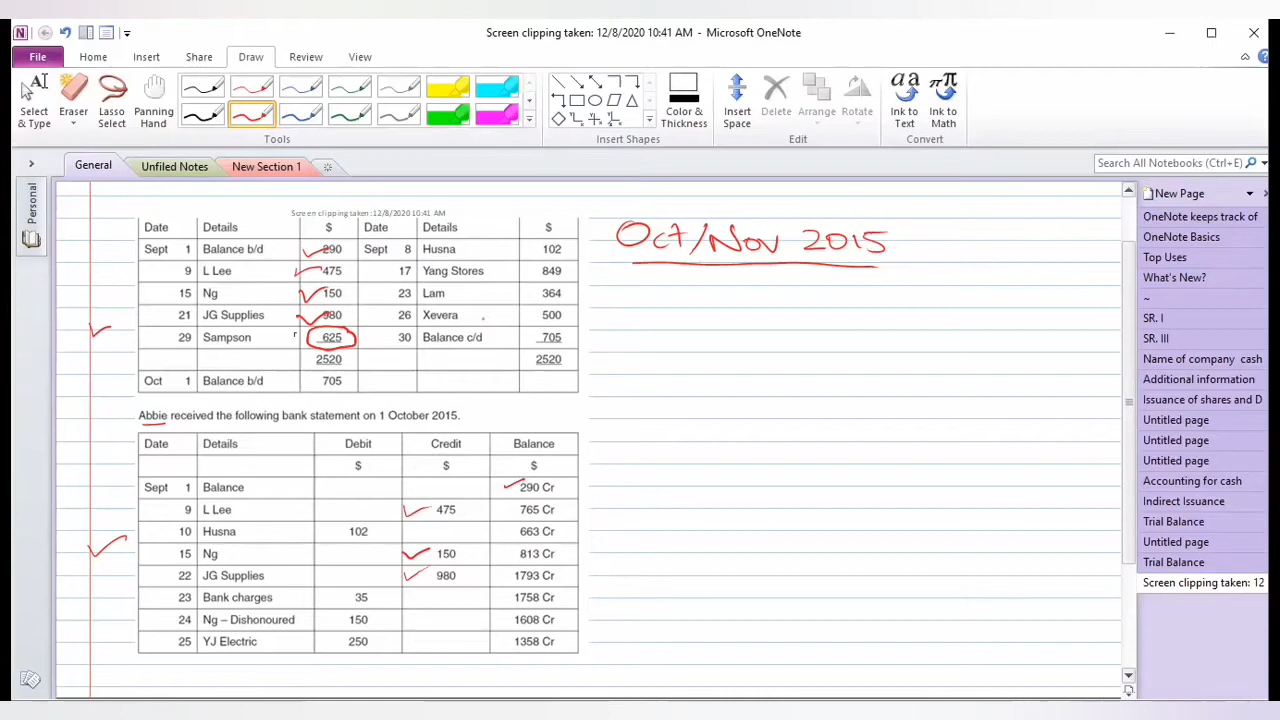 Screen clipping taken: 12/8/2020 10:41 AM - Microsoft OneNote
File Home Insert Share Draw Review View
Select & Type Eraser Lasso Select Panning Hand Color & Thickness Insert Space Delete Arrange Rotate Ink to Text Ink to Math
Tools Insert Shapes Edit Convert
General Unfiled Notes New Section 1 Search All Notebooks (Ctrl+E)
Personal
Screen clipping taken :12/8/2020 10:41 AM
Date Details $ Date Details $
Sept 1 Balance b/d 290 Sept 8 Husna 102
9 L Lee 475 17 Yang Stores 849
15 Ng 150 23 Lam 364
21 JG Supplies 980 26 Xevera 500
29 Sampson 625 30 Balance c/d 705
2520 2520
Oct 1 Balance b/d 705
Oct/Nov 2015
Abbie received the following bank statement on 1 October 2015.
Date Details Debit Credit Balance
$ $ $
Sept 1 Balance 290 Cr
9 L Lee 475 765 Cr
10 Husna 102 663 Cr
15 Ng 150 813 Cr
22 JG Supplies 980 1793 Cr
23 Bank charges 35 1758 Cr
24 Ng – Dishonoured 150 1608 Cr
25 YJ Electric 250 1358 Cr
New Page
OneNote keeps track of
OneNote Basics
Top Uses
What's New?
~
SR. I
SR. III
Name of company cash
Additional information
Issuance of shares and D
Untitled page
Untitled page
Untitled page
Accounting for cash
Indirect Issuance
Trial Balance
Untitled page
Trial Balance
Screen clipping taken: 12